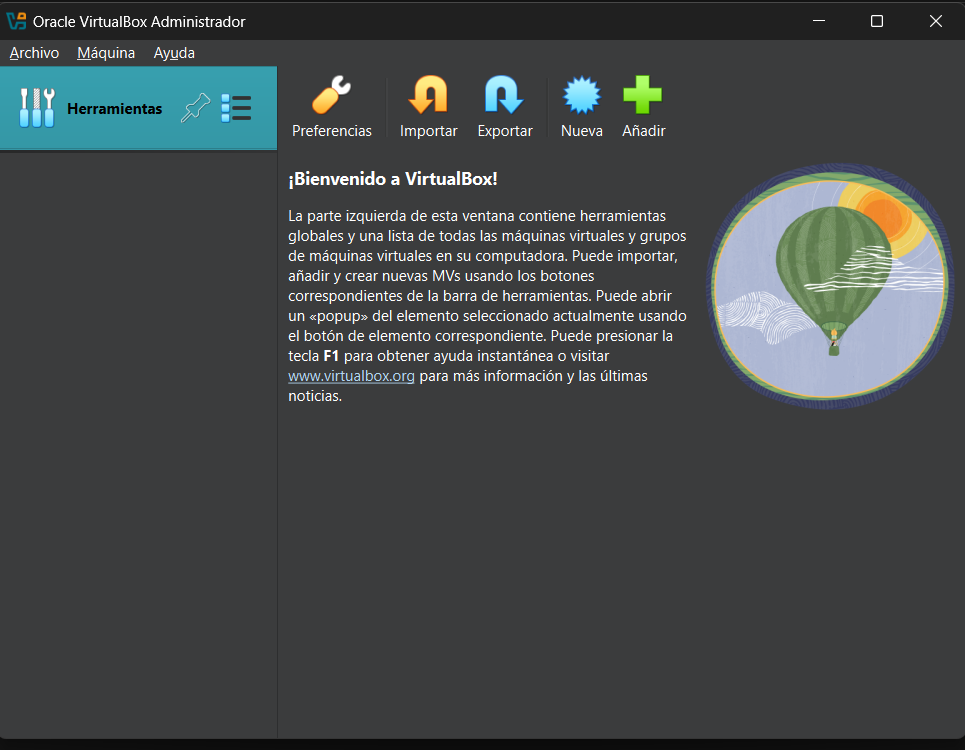 Oracle VirtualBox Administrador
Archivo Máquina Ayuda
Herramientas
Preferencias Importar Exportar Nueva Añadir
¡Bienvenido a VirtualBox!
La parte izquierda de esta ventana contiene herramientas
globales y una lista de todas las máquinas virtuales y grupos
de máquinas virtuales en su computadora. Puede importar,
añadir y crear nuevas MVs usando los botones
correspondientes de la barra de herramientas. Puede abrir
un «popup» del elemento seleccionado actualmente usando
el botón de elemento correspondiente. Puede presionar la
tecla F1 para obtener ayuda instantánea o visitar
www.virtualbox.org para más información y las últimas
noticias.